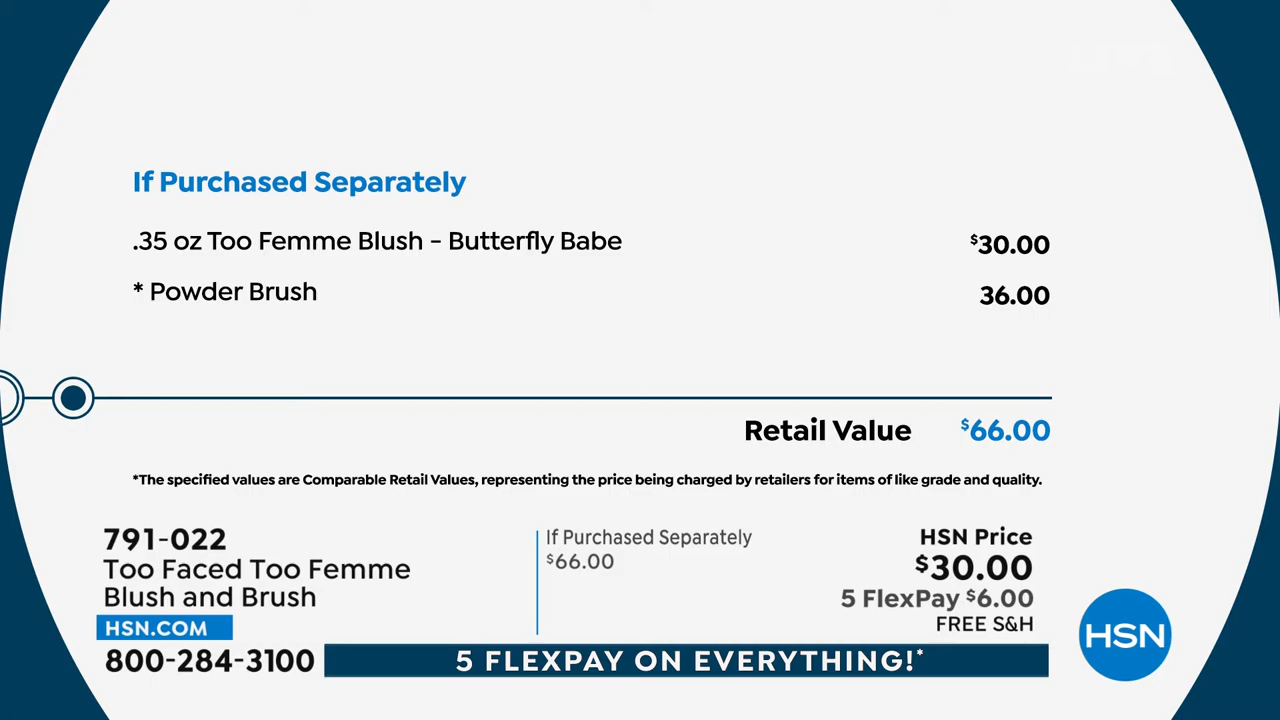 If Purchased Separately
.35 oz Too Femme Blush - Butterfly Babe $30.00
* Powder Brush 36.00
Retail Value $66.00
*The specified values are Comparable Retail Values, representing the price being charged by retailers for items of like grade and quality.
791-022
Too Faced Too Femme
Blush and Brush
HSN.COM
800-284-3100
If Purchased Separately
$66.00
HSN Price
$30.00
5 FlexPay $6.00
FREE S&H
5 FLEXPAY ON EVERYTHING!*
HSN